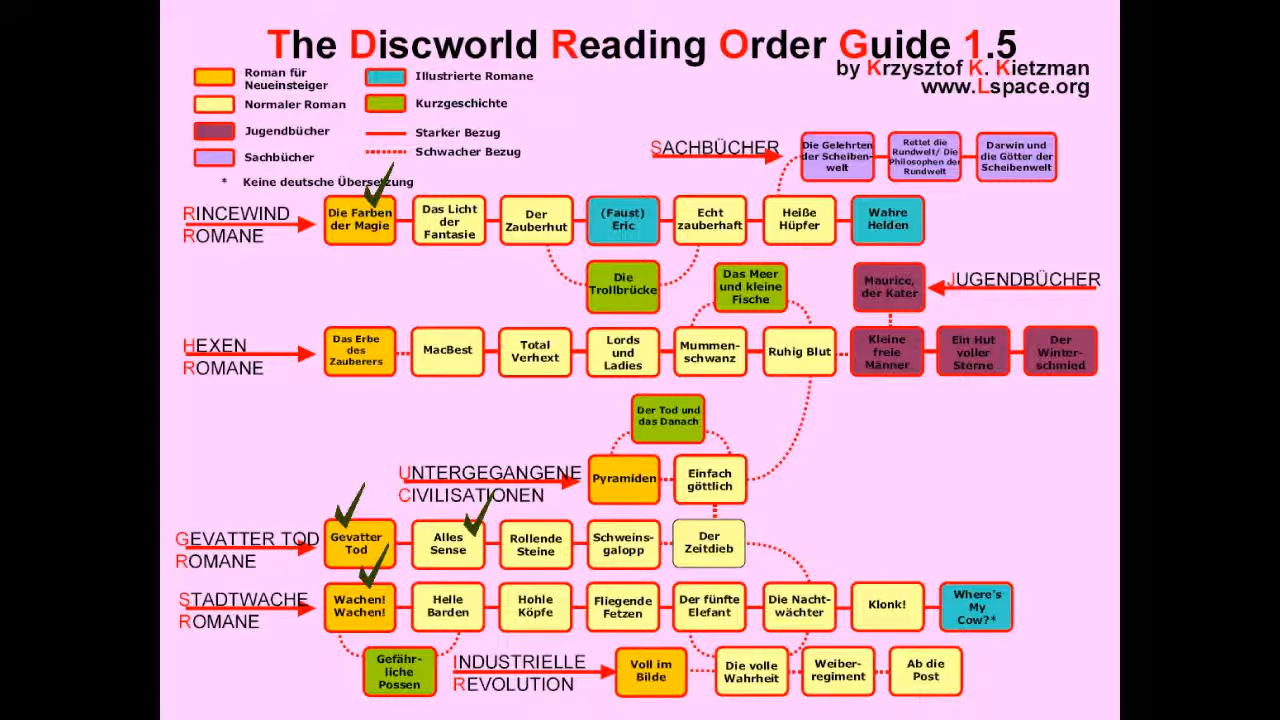 The Discworld Reading Order Guide 1.5
by Krzysztof K. Kietzman
www.Lspace.org
Roman für
Neueinsteiger
Normaler Roman
Jugendbücher
Sachbücher
* Keine deutsche Übersetzung
Illustrierte Romane
Kurzgeschichte
Starker Bezug
Schwacher Bezug
SACHBÜCHER
Die Gelehrten
der Scheiben-
welt
Rettet die
Rundwelt/ Die
Philosophen der
Rundwelt
Darwin und
die Götter der
Scheibenwelt
RINCEWIND
ROMANE
Die Farben
der Magie
Das Licht
der
Fantasie
Der
Zauberhut
(Faust)
Eric
Echt
zauberhaft
Heiße
Hüpfer
Wahre
Helden
Die
Trollbrücke
Das Meer
und kleine
Fische
Maurice,
der Kater
JUGENDBÜCHER
HEXEN
ROMANE
Das Erbe
des
Zauberers
MacBest
Total
Verhext
Lords
und
Ladies
Mummen-
schwanz
Ruhig Blut
Kleine
freie
Männer
Ein Hut
voller
Sterne
Der
Winter-
schmied
Der Tod und
das Danach
UNTERGEGANGENE
CIVILISATIONEN
Pyramiden
Einfach
göttlich
GEVATTER TOD
ROMANE
Gevatter
Tod
Alles
Sense
Rollende
Steine
Schweins-
galopp
Der
Zeitdieb
STADTWACHE
ROMANE
Wachen!
Wachen!
Helle
Barden
Hohle
Köpfe
Fliegende
Fetzen
Der fünfte
Elefant
Die Nacht-
wächter
Klonk!
Where's
My
Cow?*
Gefähr-
liche
Possen
INDUSTRIELLE
REVOLUTION
Voll im
Bilde
Die volle
Wahrheit
Weiber-
regiment
Ab die
Post